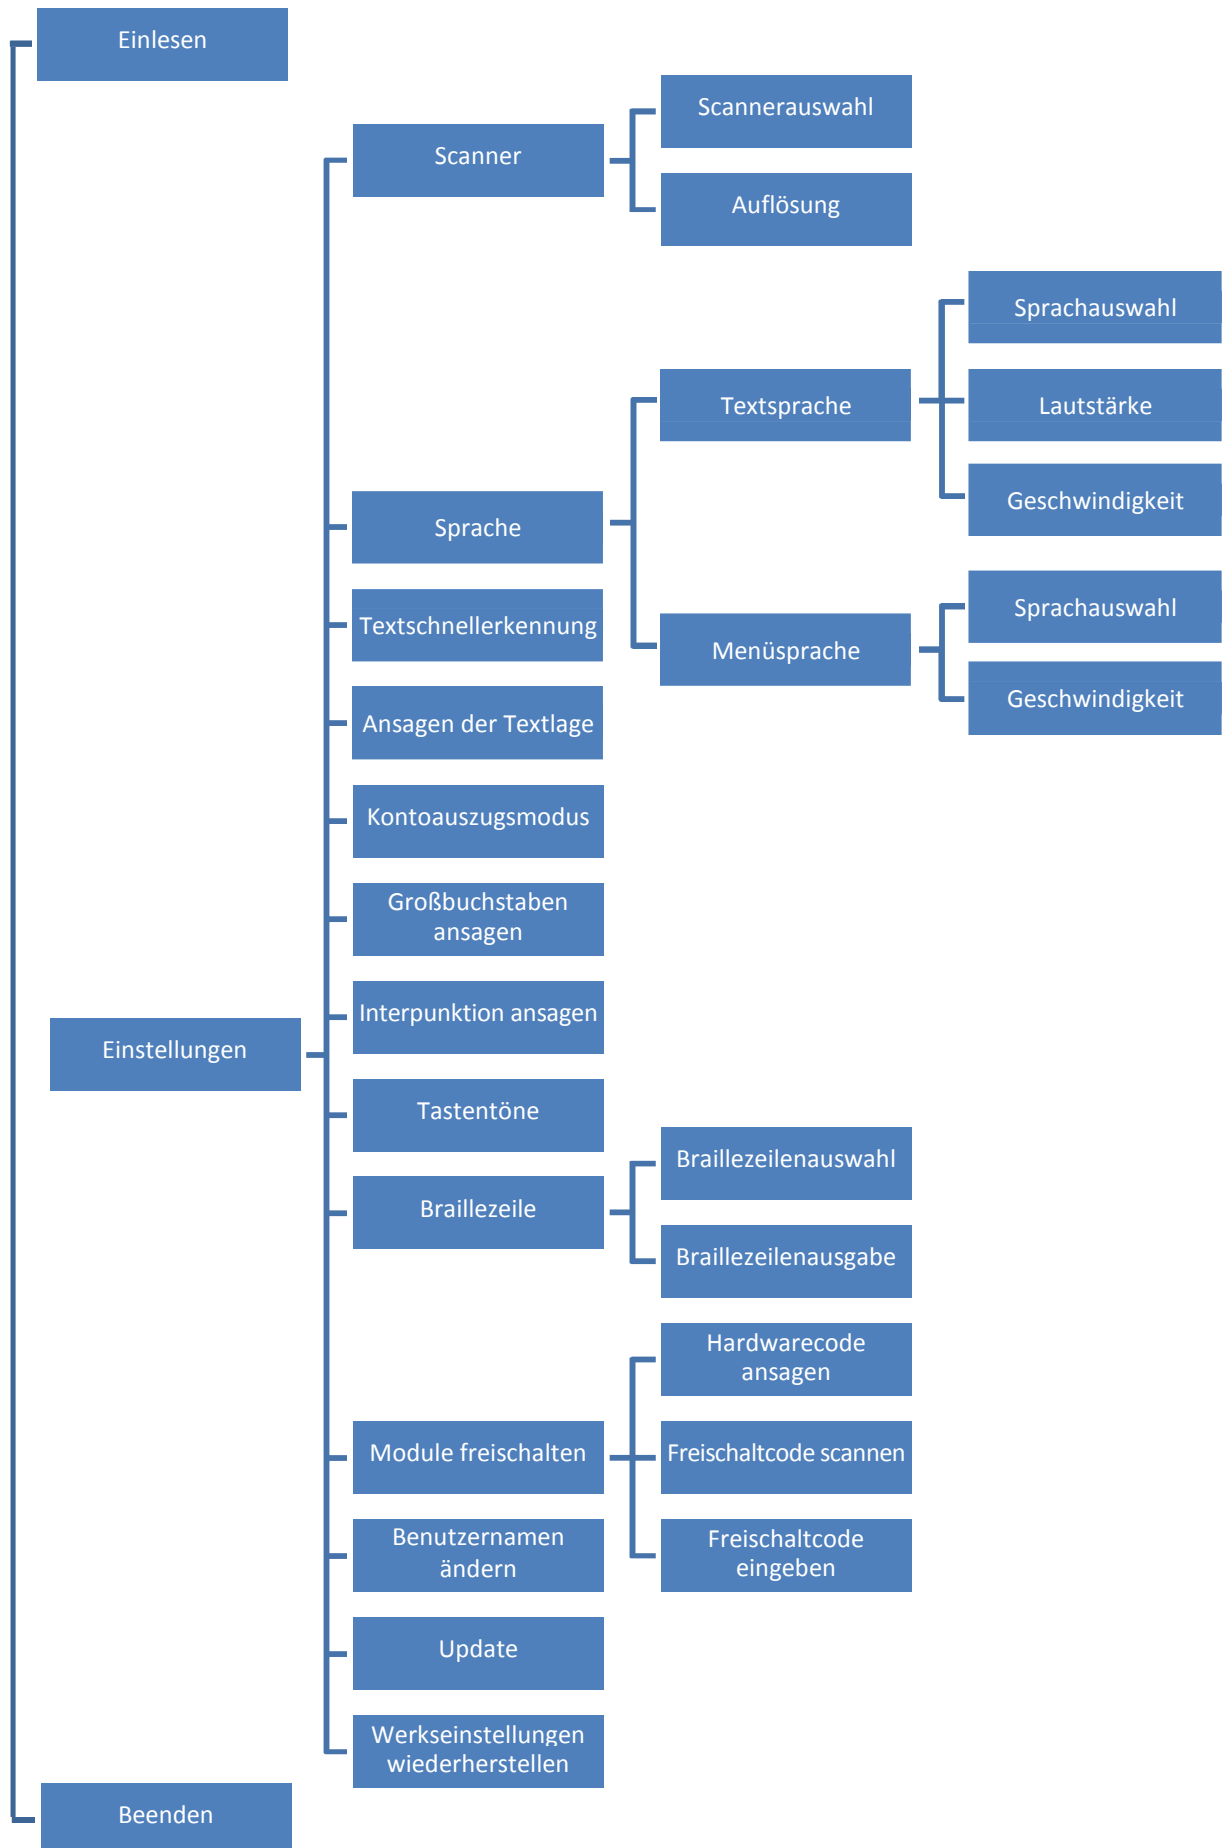 Einlesen
Scannerauswahl
Scanner
Auflösung
Sprachauswahl
Textsprache
Lautstärke
Geschwindigkeit
Sprache
Sprachauswahl
Textschnellerkennung
Menüsprache
Geschwindigkeit
Ansagen der Textlage
Kontoauszugsmodus
Großbuchstaben
ansagen
Interpunktion ansagen
Einstellungen
Tastentöne
Braillezeilenauswahl
Braillezeile
Braillezeilenausgabe
Hardwarecode
ansagen
Module freischalten
Freischaltcode scannen
Benutzernamen
ändern
Freischaltcode
eingeben
Update
Werkseinstellungen
wiederherstellen
Beenden